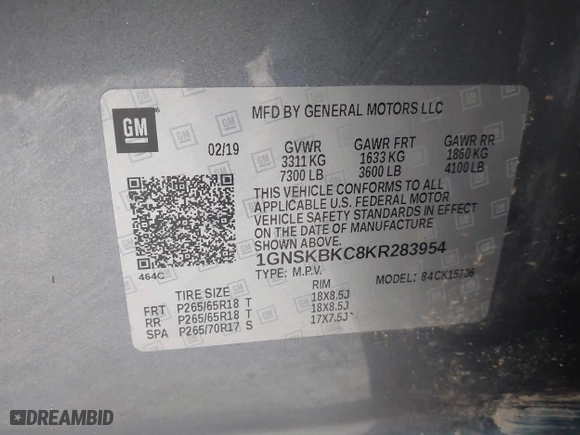 MFD BY GENERAL MOTORS LLC
GM
02/19 GVWR GAWR FRT GAWR RR
3311 KG 1633 KG 1860 KG
7300 LB 3600 LB 4100 LB
THIS VEHICLE CONFORMS TO ALL
APPLICABLE U.S. FEDERAL MOTOR
VEHICLE SAFETY STANDARDS IN EFFECT
ON THE DATE OF MANUFACTURE
SHOWN ABOVE.
1GNSKBKC8KR283954
464C TYPE: M.P.V. MODEL: 84CK15706
TIRE SIZE RIM
FRT P265/65R18 T 18X8.5J
RR P265/65R18 T 18X8.5J
SPA P265/70R17 S 17X7.5J
DREAMBID